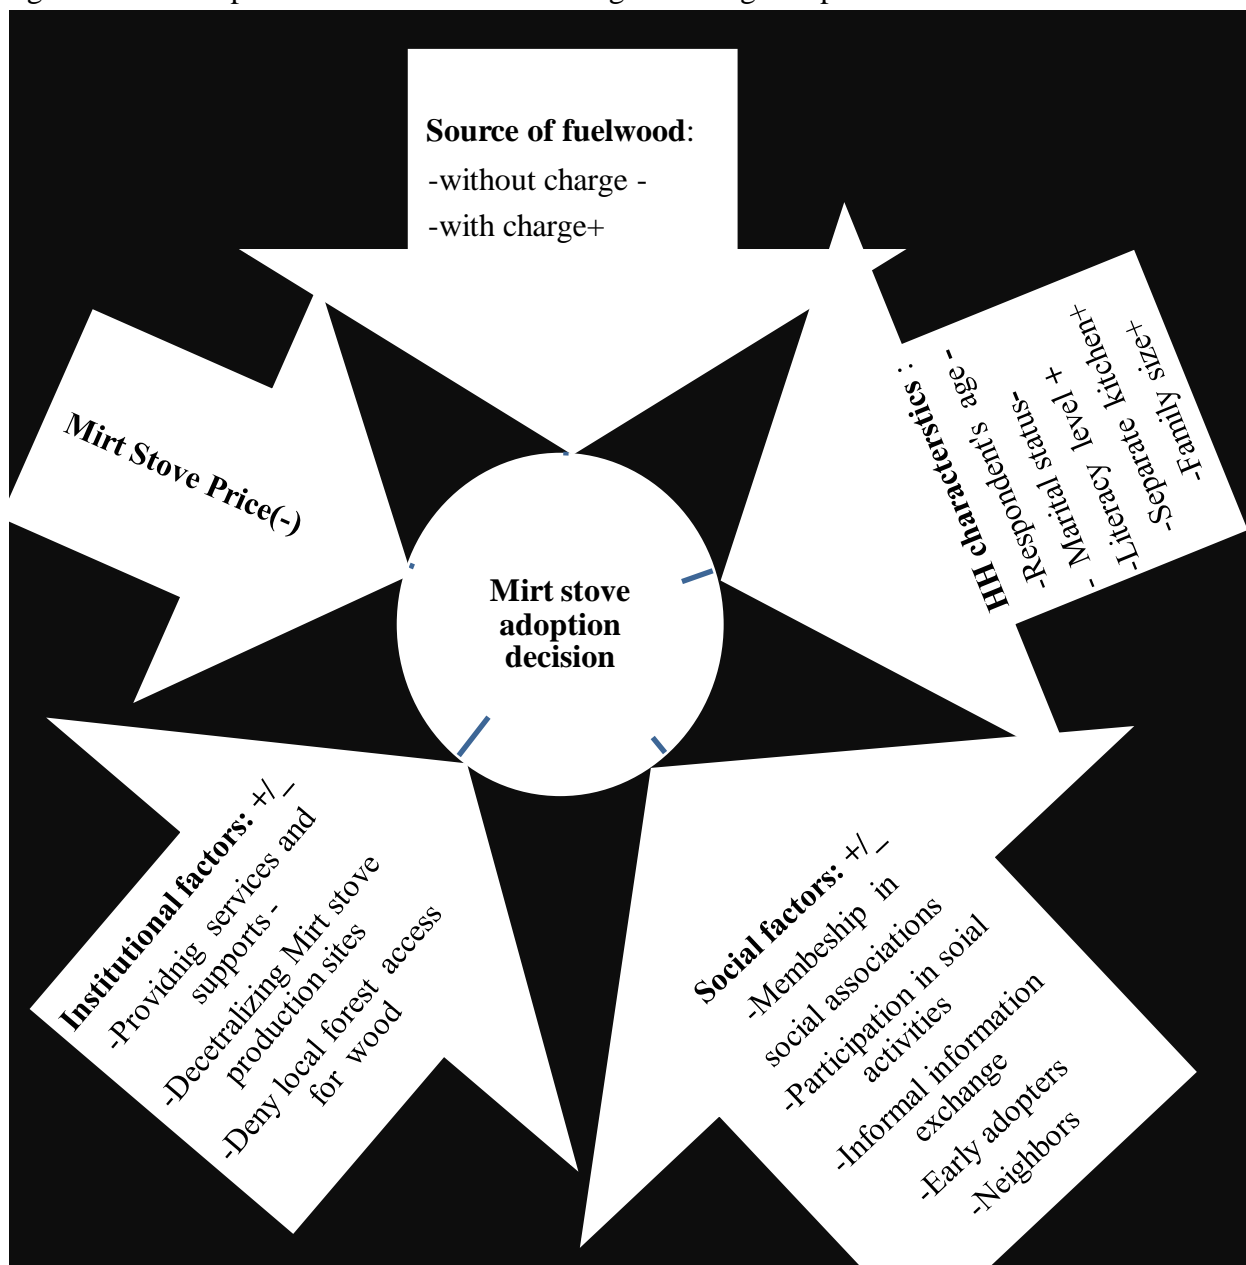 Source of fuelwood:
-without charge -
-with charge+
HH characterstics :
-Respondent's age -
- Marital status-
-Literacy level +
-Separate kitchen+
-Family size+
Mirt Stove Price(-)
Mirt stove
adoption
decision
Institutional factors: +/_
-Providnig services and
supports -
-Decetralizing Mirt stove
production sites
-Deny local forest access
for wood
Social factors: +/_
-Membeship in
social associations
-Participation in soial
activities
-Informal information
exchange
-Early adopters
-Neighbors